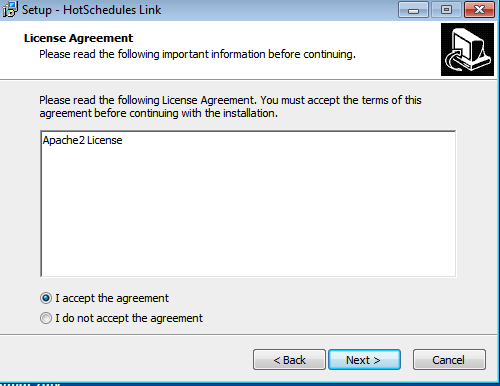 Setup - HotSchedules Link
License Agreement
Please read the following important information before continuing.
Please read the following License Agreement. You must accept the terms of this
agreement before continuing with the installation.
Apache2 License
I accept the agreement
I do not accept the agreement
< Back
Next >
Cancel